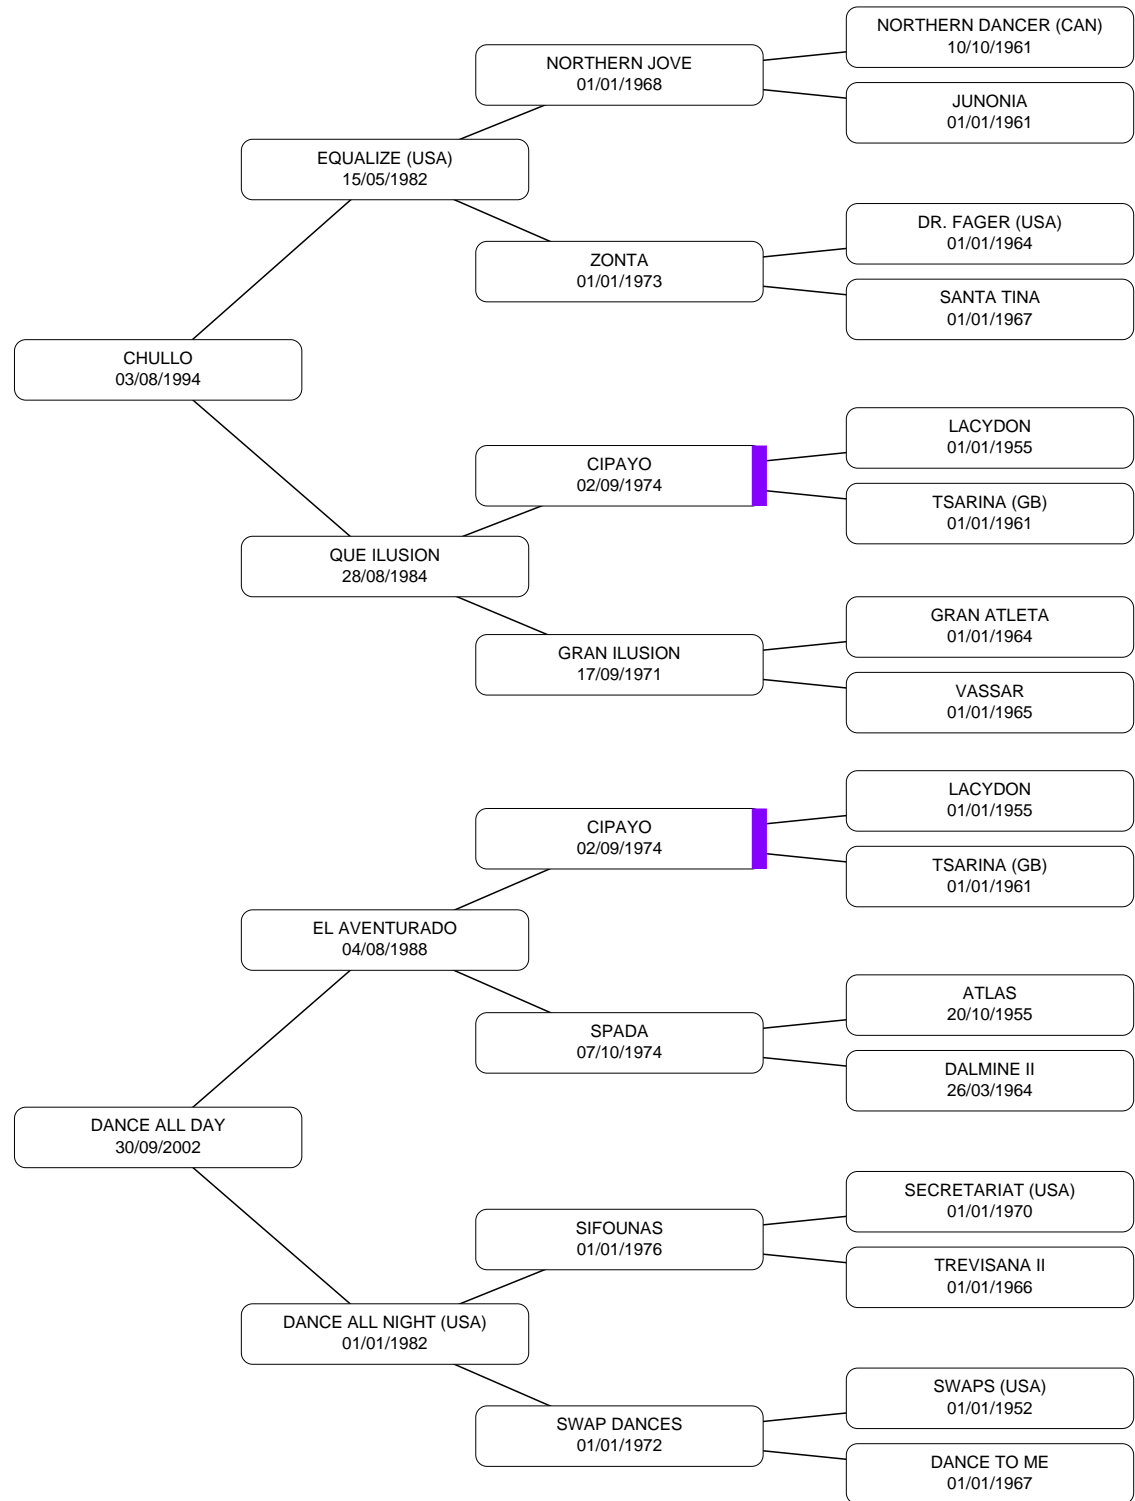 NORTHERN DANCER (CAN)
10/10/1961
NORTHERN JOVE
01/01/1968
JUNONIA
01/01/1961
EQUALIZE (USA)
15/05/1982
DR. FAGER (USA)
01/01/1964
ZONTA
01/01/1973
SANTA TINA
01/01/1967
CHULLO
03/08/1994
LACYDON
01/01/1955
CIPAYO
02/09/1974
TSARINA (GB)
01/01/1961
QUE ILUSION
28/08/1984
GRAN ATLETA
01/01/1964
GRAN ILUSION
17/09/1971
VASSAR
01/01/1965
LACYDON
01/01/1955
CIPAYO
02/09/1974
TSARINA (GB)
01/01/1961
EL AVENTURADO
04/08/1988
ATLAS
20/10/1955
SPADA
07/10/1974
DALMINE II
26/03/1964
DANCE ALL DAY
30/09/2002
SECRETARIAT (USA)
01/01/1970
SIFOUNAS
01/01/1976
TREVISANA II
01/01/1966
DANCE ALL NIGHT (USA)
01/01/1982
SWAPS (USA)
01/01/1952
SWAP DANCES
01/01/1972
DANCE TO ME
01/01/1967